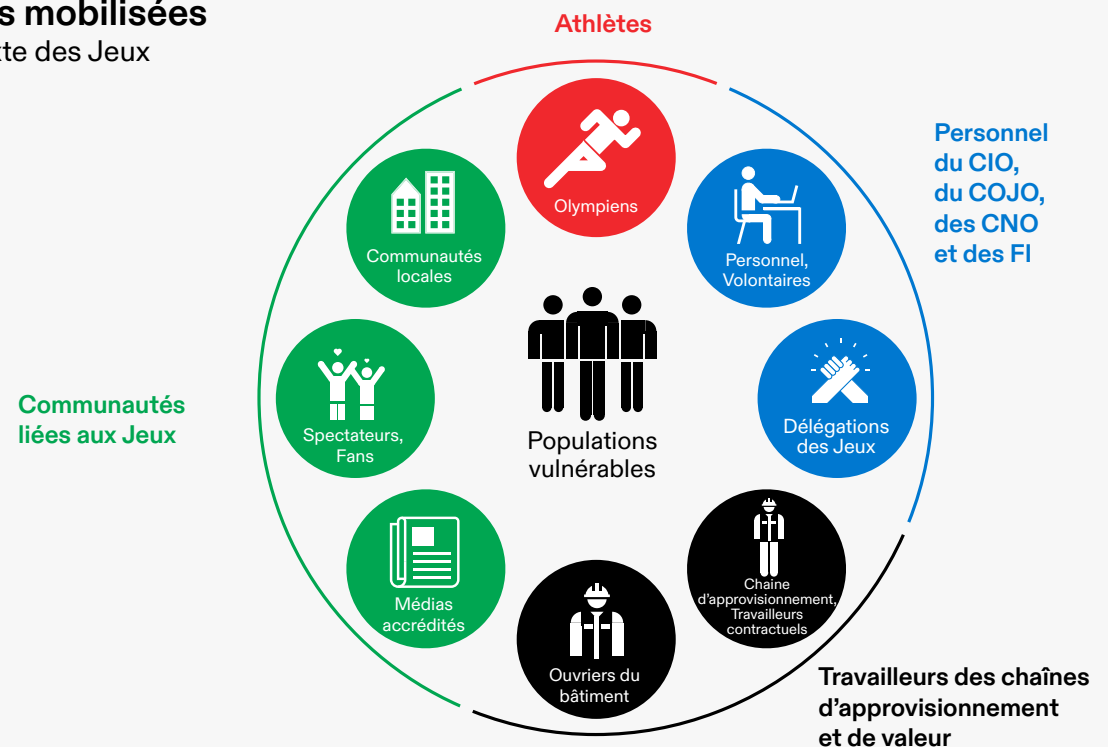 s mobilisées
te des Jeux
Athlètes
Olympiens
Personnel
du CIO,
du COJO,
des CNO
et des FI
Personnel,
Volontaires
Délégations
des Jeux
Chaine
d'approvisionnement,
Travailleurs
contractuels
Travailleurs des chaînes
d'approvisionnement
et de valeur
Ouvriers du
bâtiment
Médias
accrédités
Spectateurs,
Fans
Communautés
locales
Communautés
liées aux Jeux
Populations
vulnérables